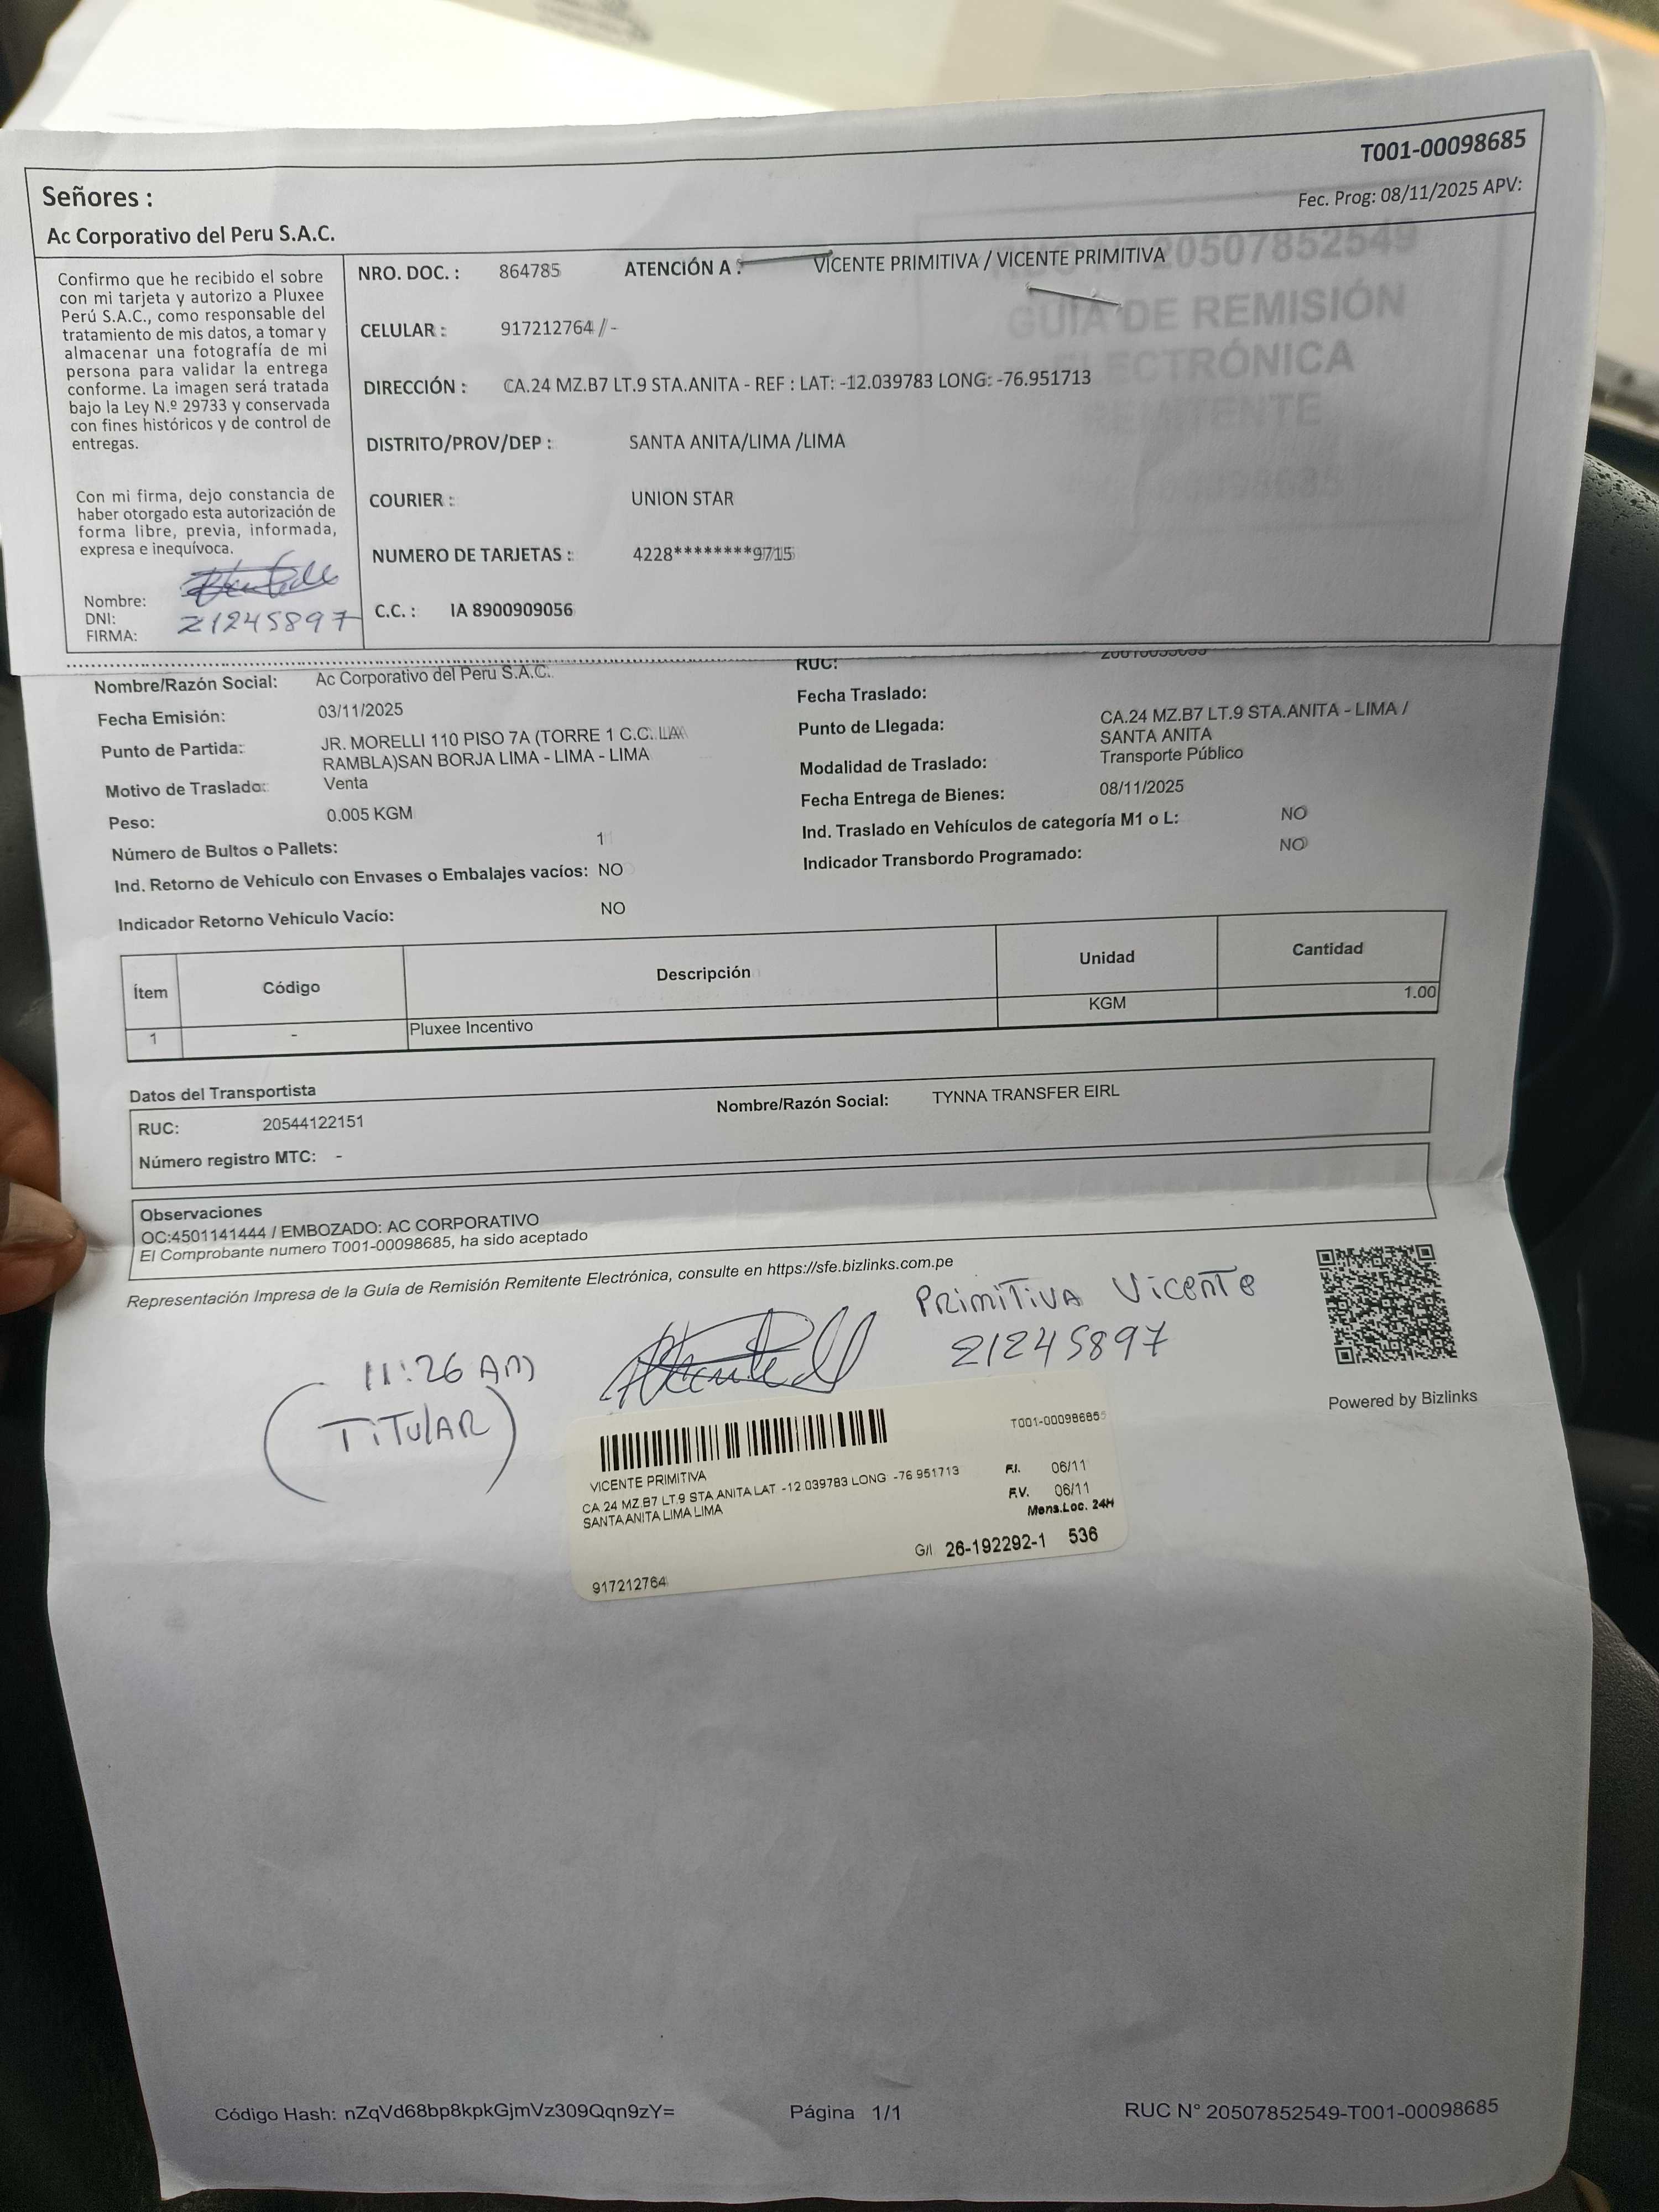 T001-00098685
Señores :
Fec. Prog: 08/11/2025 APV:
Ac Corporativo del Peru S.A.C.
Confirmo que he recibido el sobre
con mi tarjeta y autorizo a Pluxee
Perú S.A.C., como responsable del
tratamiento de mis datos, a tomar y
almacenar una fotografía de mi
persona para validar la entrega
conforme. La imagen será tratada
bajo la Ley N.º 29733 y conservada
con fines históricos y de control de
entregas.
Con mi firma, dejo constancia de
haber otorgado esta autorización de
forma libre, previa, informada,
expresa e inequívoca.
Nombre:
DNI: 21245897
FIRMA:
NRO. DOC. : 864785 ATENCIÓN A : VICENTE PRIMITIVA / VICENTE PRIMITIVA
CELULAR : 917212764 / -
DIRECCIÓN : CA.24 MZ.B7 LT.9 STA.ANITA - REF : LAT: -12.039783 LONG: -76.951713
DISTRITO/PROV/DEP : SANTA ANITA/LIMA /LIMA
COURIER : UNION STAR
NUMERO DE TARJETAS : 4228********9715
C.C. : IA 8900909056
20507852549
GUÍA DE REMISIÓN
ELECTRÓNICA
REMITENTE
00098685
Nombre/Razón Social: Ac Corporativo del Peru S.A.C.
Fecha Emisión: 03/11/2025
Punto de Partida: JR. MORELLI 110 PISO 7A (TORRE 1 C.C. LA
RAMBLA)SAN BORJA LIMA - LIMA - LIMA
Motivo de Traslado: Venta
Peso: 0.005 KGM
Número de Bultos o Pallets: 1
Ind. Retorno de Vehículo con Envases o Embalajes vacíos: NO
Indicador Retorno Vehículo Vacío: NO
RUC:
Fecha Traslado:
Punto de Llegada: CA.24 MZ.B7 LT.9 STA.ANITA - LIMA /
SANTA ANITA
Modalidad de Traslado: Transporte Público
Fecha Entrega de Bienes: 08/11/2025
Ind. Traslado en Vehículos de categoría M1 o L: NO
Indicador Transbordo Programado: NO
Ítem Código Descripción Unidad Cantidad
1 - Pluxee Incentivo KGM 1.00
Datos del Transportista
RUC: 20544122151 Nombre/Razón Social: TYNNA TRANSFER EIRL
Número registro MTC: -
Observaciones
OC:4501141444 / EMBOZADO: AC CORPORATIVO
El Comprobante numero T001-00098685, ha sido aceptado
Representación Impresa de la Guía de Remisión Remitente Electrónica, consulte en https://sfe.bizlinks.com.pe
PRIMITIVA VICENTE
21245897
11:26 AM
(TITULAR)
Powered by Bizlinks
T001-00098685
VICENTE PRIMITIVA
CA.24 MZ.B7 LT.9 STA.ANITA LAT -12 039783 LONG -76 951713
SANTA ANITA LIMA LIMA
F.I. 06/11
F.V. 06/11
Mens.Loc. 24H
G/I 26-192292-1 536
917212764
Código Hash: nZqVd68bp8kpkGjmVz309Qqn9zY= Página 1/1 RUC N° 20507852549-T001-00098685